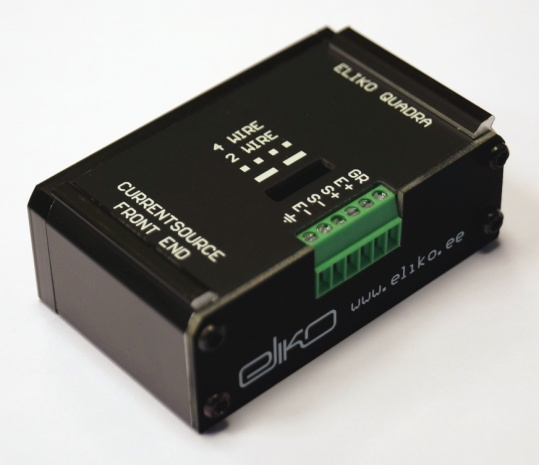 ELIKO QUADRA
4 WIRE
2 WIRE
GR
E+
S+
S-
E-
CURRENTSOURCE
FRONT END
eliko
www.eliko.ee